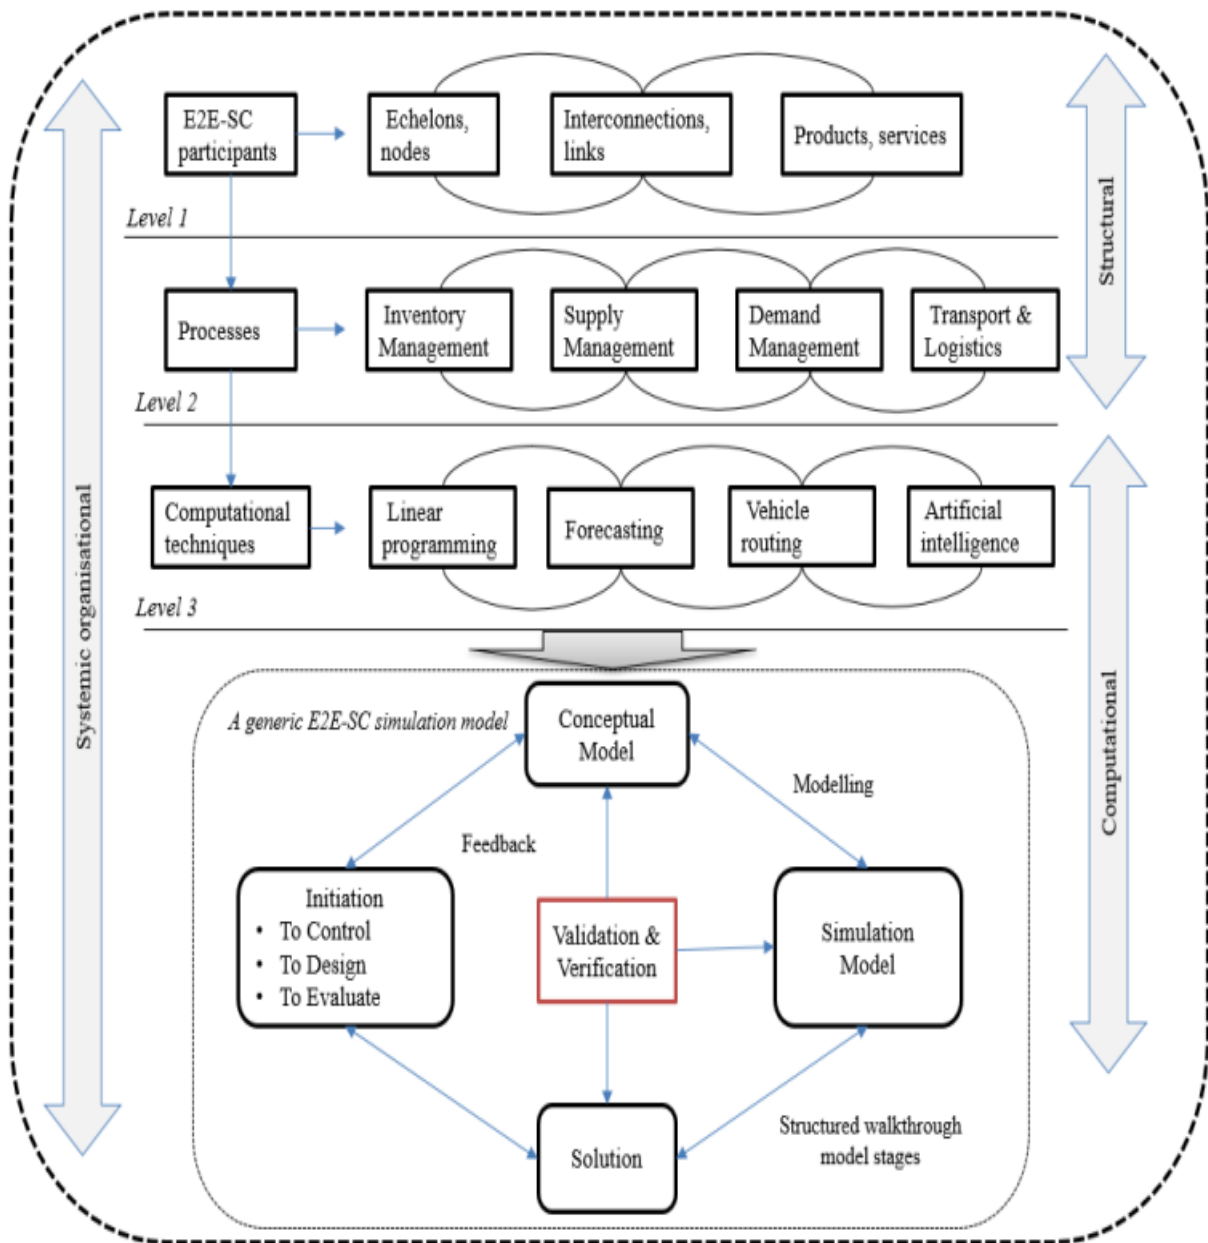 E2E-SC
participants
Echelons,
nodes
Interconnections,
links
Products, services
Level 1
Structural
Processes
Inventory
Management
Supply
Management
Demand
Management
Transport &
Logistics
Level 2
Systemic organisational
Computational
techniques
Linear
programming
Forecasting
Vehicle
routing
Artificial
intelligence
Level 3
Computational
A generic E2E-SC simulation model
Conceptual
Model
Modelling
Feedback
Initiation
• To Control
• To Design
• To Evaluate
Validation &
Verification
Simulation
Model
Solution
Structured walkthrough
model stages